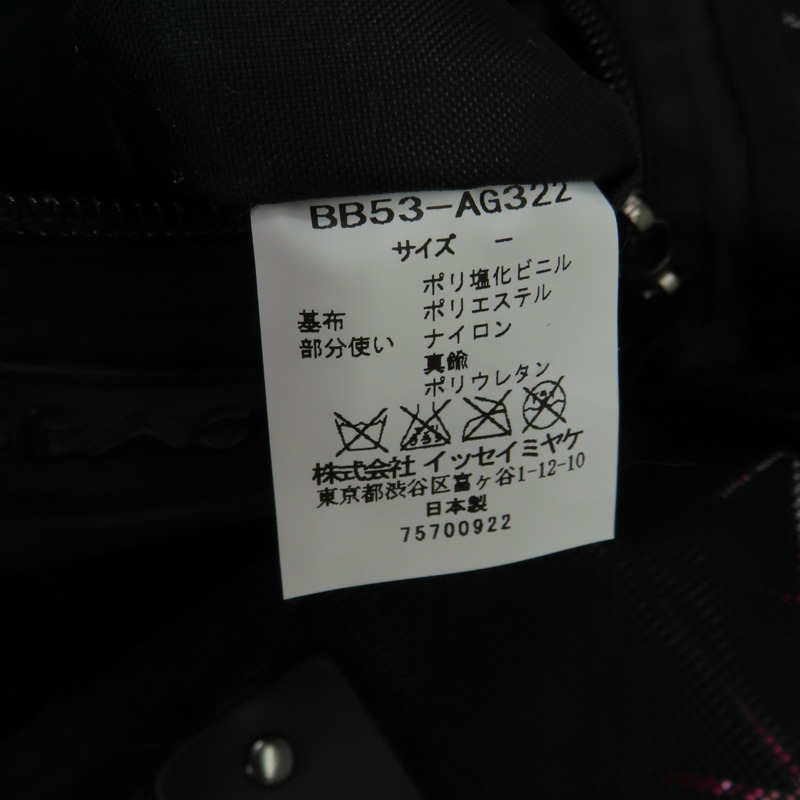 BB53-AG322
サイズ －
ポリ塩化ビニル
基布 ポリエステル
部分使い ナイロン
真鍮
ポリウレタン
株式会社 イッセイミヤケ
東京都渋谷区富ヶ谷1-12-10
日本製
75700922